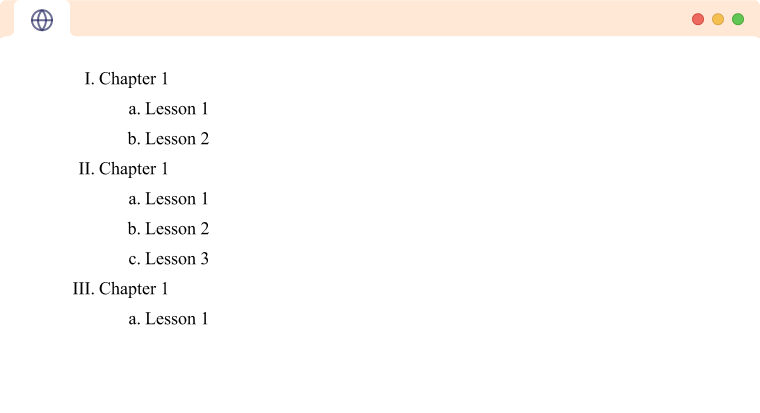 I. Chapter 1
a. Lesson 1
b. Lesson 2
II. Chapter 1
a. Lesson 1
b. Lesson 2
c. Lesson 3
III. Chapter 1
a. Lesson 1